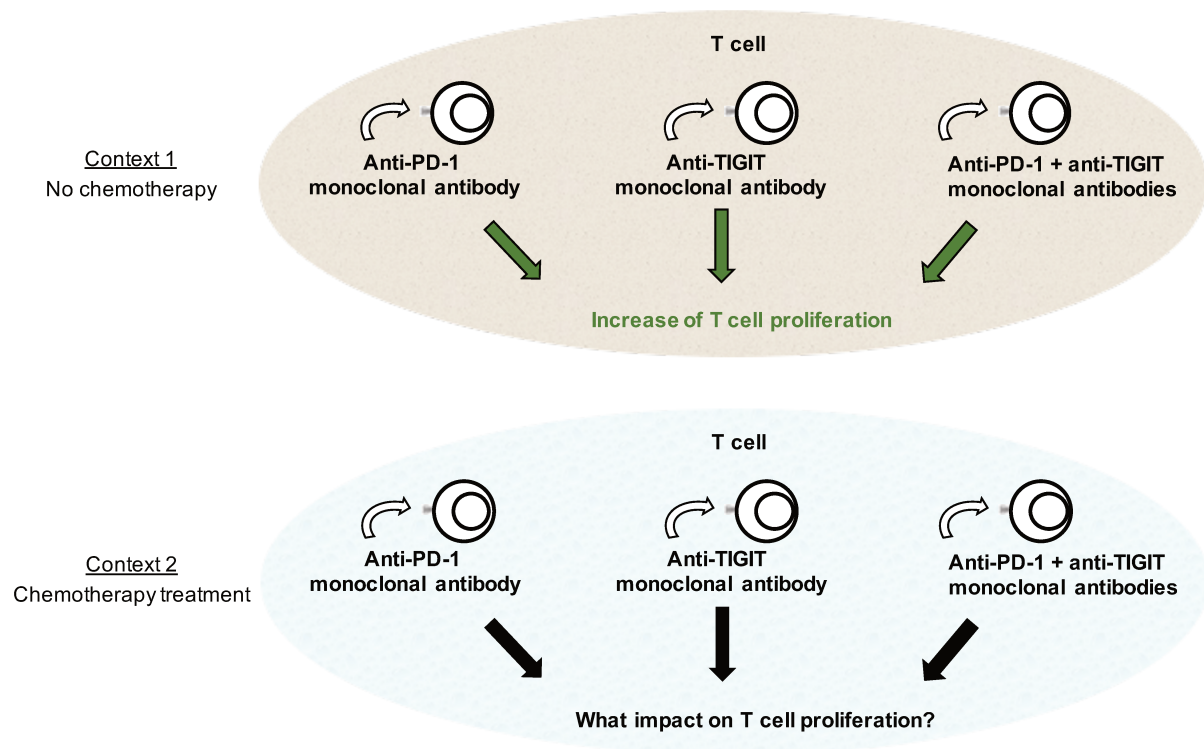 T cell
Context 1
No chemotherapy
Anti-PD-1
monoclonal antibody
Anti-TIGIT
monoclonal antibody
Anti-PD-1 + anti-TIGIT
monoclonal antibodies
Increase of T cell proliferation
T cell
Context 2
Chemotherapy treatment
Anti-PD-1
monoclonal antibody
Anti-TIGIT
monoclonal antibody
Anti-PD-1 + anti-TIGIT
monoclonal antibodies
What impact on T cell proliferation?